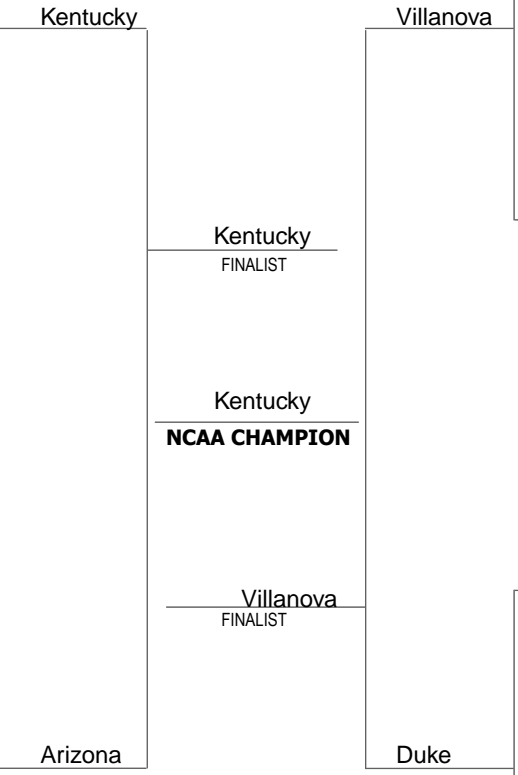 Kentucky
Villanova
Kentucky
FINALIST
Kentucky
NCAA CHAMPION
Villanova
FINALIST
Arizona
Duke